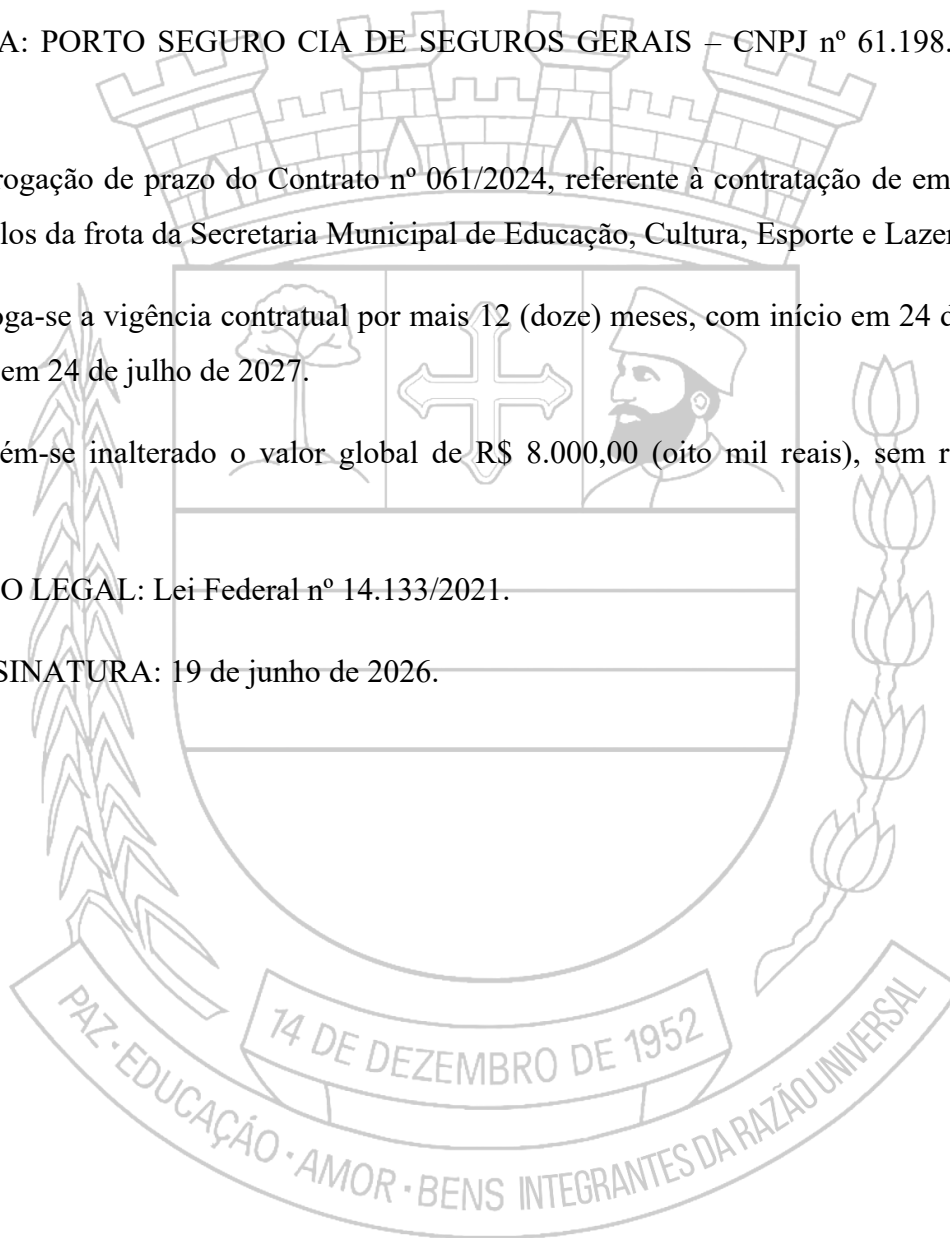 A: PORTO SEGURO CIA DE SEGUROS GERAIS – CNPJ nº 61.198.
rogação de prazo do Contrato nº 061/2024, referente à contratação de em
los da frota da Secretaria Municipal de Educação, Cultura, Esporte e Lazer
oga-se a vigência contratual por mais 12 (doze) meses, com início em 24 d
em 24 de julho de 2027.
ém-se inalterado o valor global de R$ 8.000,00 (oito mil reais), sem r
O LEGAL: Lei Federal nº 14.133/2021.
SINATURA: 19 de junho de 2026.
14 DE DEZEMBRO DE 1952
PAZ · EDUCAÇÃO · AMOR · BENS INTEGRANTES DA RAZÃO UNIVERSAL